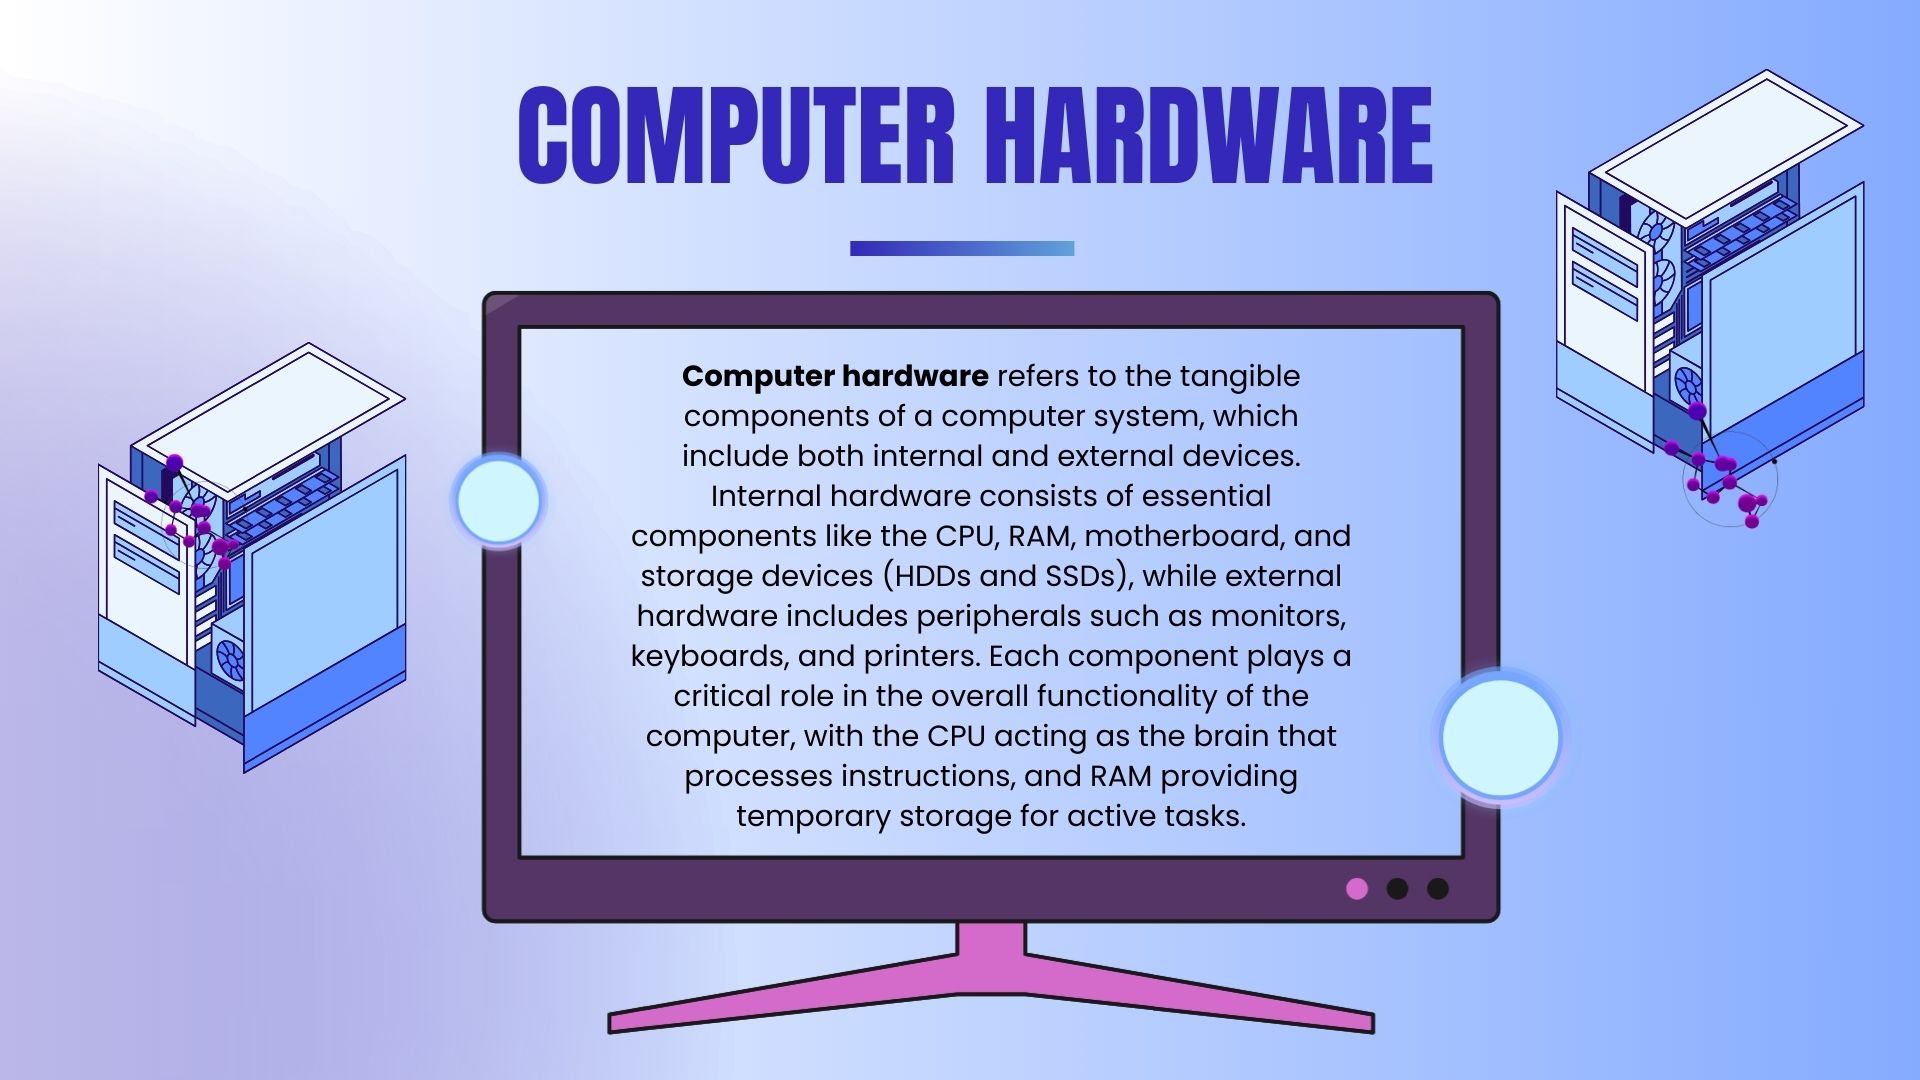 COMPUTER HARDWARE
Computer hardware refers to the tangible
components of a computer system, which
include both internal and external devices.
Internal hardware consists of essential
components like the CPU, RAM, motherboard, and
storage devices (HDDs and SSDs), while external
hardware includes peripherals such as monitors,
keyboards, and printers. Each component plays a
critical role in the overall functionality of the
computer, with the CPU acting as the brain that
processes instructions, and RAM providing
temporary storage for active tasks.